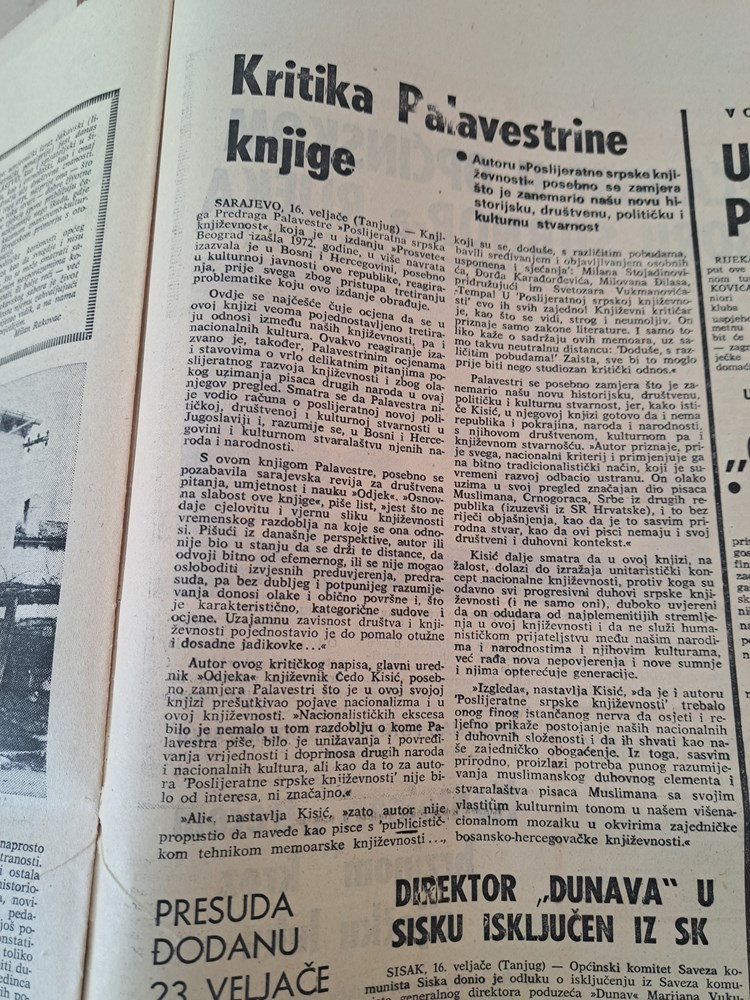 Kritika Palavestrine
knjige
● Autoru »Poslijeratne srpske knji-
ževnosti« posebno se zamjera
što je zanemario našu novu hi-
storijsku, društvenu, političku i
kulturnu stvarnost
SARAJEVO, 16. veljače (Tanjug) — Knji-
ga Predraga Palavestre »Poslijeratna srpska
književnost«, koja je u izdanju »Prosvete«
Beograd izašla 1972. godine, u više navrata
izazvala je u Bosni i Hercegovini, posebno
u kulturnoj javnosti ove republike, reagira-
nja, prije svega zbog pristupa tretiranju
problematike koju ovo izdanje obrađuje.
Ovdje se najčešće čuje ocjena da se u
ovoj knjizi veoma pojednostavljeno tretira-
ju odnosi između naših književnosti, pa i
nacionalnih kultura. Ovakvo reagiranje iza-
zvano je, također, Palavestrinim ocjenama
i stavovima o vrlo delikatnim pitanjima po-
slijeratnog razvoja književnosti i zbog ola-
kog uzimanja pisaca drugih naroda u ovaj
njegov pregled. Smatra se da Palavestra ni-
je vodio računa o poslijeratnoj novoj poli-
tičkoj, društvenoj i kulturnoj stvarnosti u
Jugoslaviji i, razumije se, u Bosni i Herce-
govini i kulturnom stvaralaštvu njenih na-
roda i narodnosti.
S ovom knjigom Palavestre, posebno se
pozabavila sarajevska revija za društvena
pitanja, umjetnost i nauku »Odjek«. »Osnov-
na slabost ove knjige«, piše list, »jest što ne
daje cjelovitu i vjernu sliku književnosti
vremenskog razdoblja na koje se ona odno-
si. Pišući iz današnje perspektive, autor ili
nije bio u stanju da se drži te distance, da
odvoji bitno od efemernog, ili se nije mogao
osloboditi izvjesnih preduvjerenja, predra-
suda, pa bez dubljeg i potpunijeg razumije-
vanja donosi olake i obično površne i, što
je karakteristično, kategorične sudove i
ocjene. Uzajamnu zavisnost društva i knji-
ževnosti pojednostavio je do pomalo otužne
i dosadne jadikovke . . .«
Autor ovog kritičkog napisa, glavni ured-
nik »Odjeka« književnik Čedo Kisić, poseb-
no zamjera Palavestri što je u ovoj svojoj
knjizi prešutkivao pojave nacionalizma i u
ovoj književnosti. »Nacionalističkih ekscesa
bilo je nemalo u tom razdoblju o kome Pa-
lavestra piše, bilo je unižavanja i povređi-
vanja vrijednosti i doprinosa drugih naroda
i nacionalnih kultura, ali kao da to za auto-
ra 'Poslijeratne srpske književnosti' nije bi-
lo od interesa, ni značajno.«
»Ali«, nastavlja Kisić, »zato autor nije
propustio da navede kao pisce s 'publicistič-
kom tehnikom memoarske književnosti . . .,
koji su se, doduše, s različitim pobudama,
bavili sređivanjem i objavljivanjem osobnih
uspomena i sjećanja': Milana Stojadinovi-
ća, Đorđa Karađorđevića, Milovana Đilasa,
pridružujući im Svetozara Vukmanovića-
-Tempa! U 'Poslijeratnoj srpskoj književno-
sti' evo ih svih zajedno! Književni kritičar
je, kao što se vidi, strog i neumoljiv. On
priznaje samo zakone literature. I samo to-
liko kaže o sadržaju ovih memoara, uz sa-
mo takvu neutralnu distancu: 'Doduše, s raz-
ličitim pobudama!' Zaista, sve bi to moglo
prije biti nego studiozan kritički odnos.«
Palavestri se posebno zamjera što je za-
nemario našu novu historijsku, društvenu,
političku i kulturnu stvarnost, jer, kako isti-
če Kisić, u njegovoj knjizi gotovo da i nema
republika i pokrajina, naroda i narodnosti,
s njihovom društvenom, kulturnom pa i
književnom stvarnošću. »Autor priznaje, pri-
je svega, nacionalni kriterij i primjenjuje ga
na bitno tradicionalistički način, koji je su-
vremeni razvoj odbacio ustranu. On olako
uzima u svoj pregled značajan dio pisaca
Muslimana, Crnogoraca, Srbe iz drugih re-
publika (izuzevši iz SR Hrvatske), i to bez
riječi objašnjenja, kao da je to sasvim pri-
rodna stvar, kao da ovi pisci nemaju i svoj
društveni i duhovni kontekst.«
Kisić dalje smatra da u ovoj knjizi, na
žalost, dolazi do izražaja unitaristički kon-
cept nacionalne književnosti, protiv koga su
odavno svi progresivni duhovi srpske knji-
ževnosti (i ne samo oni), duboko uvjereni
da on odudara od najplemenitijih stremlje-
nja u ovoj književnosti i da ne služi huma-
nističkom prijateljstvu među našim narodi-
ma i narodnostima i njihovim kulturama,
već rađa nova nepovjerenja i nove sumnje
i njima opterećuje generacije.
»Izgleda«, nastavlja Kisić, »da je i autoru
'Poslijeratne srpske književnosti' trebalo
onog finog istančanog nerva da osjeti i re-
ljefno prikaže postojanje naših nacionalnih
i duhovnih složenosti i da ih shvati kao na-
še zajedničko obogaćenje. Iz toga, sasvim
prirodno, proizlazi potreba punog razumije-
vanja muslimanskog duhovnog elementa i
stvaralaštva pisaca Muslimana sa svojim
vlastitim kulturnim tonom u našem višena-
cionalnom mozaiku u okvirima zajedničke
bosansko-hercegovačke književnosti.«
PRESUDA
ĐODANU
23. VELJAČE
DIREKTOR „DUNAVA" U
SISKU ISKLJUČEN IZ SK
SISAK, 16. veljače (Tanjug) — Općinski komitet Saveza ko-
munista Siska donio je odluku o isključenju iz Saveza komu-
generalnog direktora poduzeća »Dunav« Marijana
Milan Rakovac